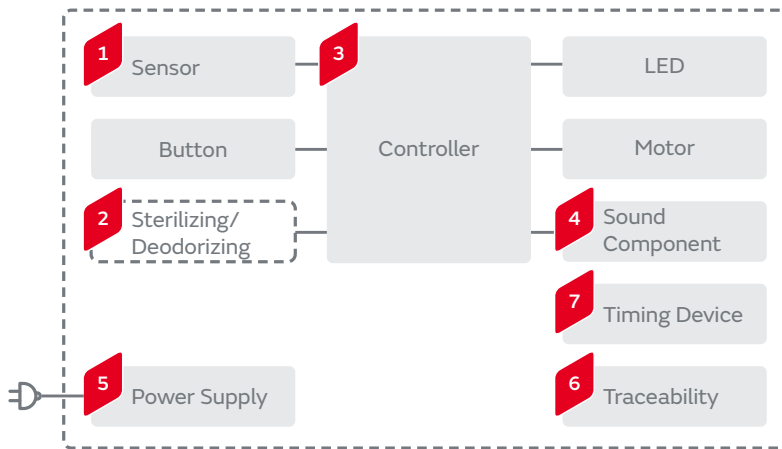 1
Sensor
3
LED
Button
Controller
Motor
2
Sterilizing/
Deodorizing
4
Sound
Component
7
Timing Device
5
Power Supply
6
Traceability